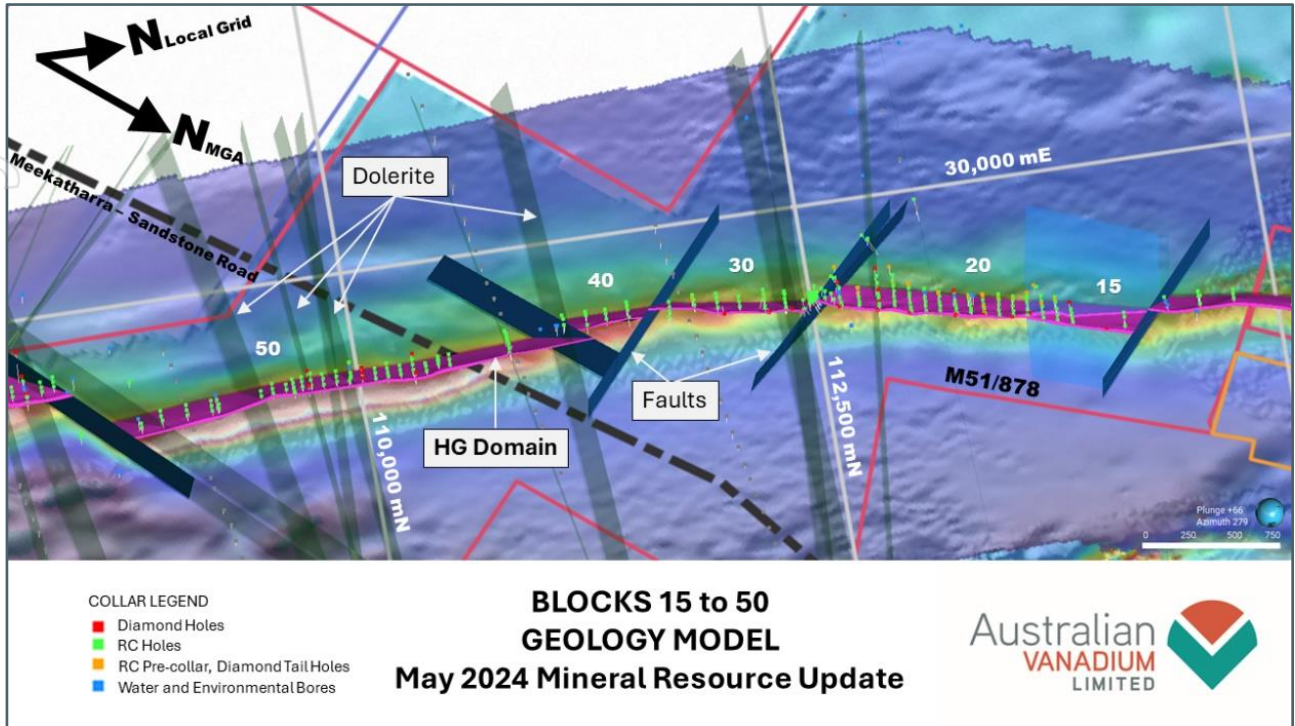 N Local Grid
N MGA
Meekatharra – Sandstone Road
Dolerite
30,000 mE
50
40
30
20
15
Faults
HG Domain
M51/878
110,000 mN
112,500 mN
Plunge +66
Azimuth 279
0 250 500 750
COLLAR LEGEND
Diamond Holes
RC Holes
RC Pre-collar, Diamond Tail Holes
Water and Environmental Bores
BLOCKS 15 to 50
GEOLOGY MODEL
May 2024 Mineral Resource Update
Australian
VANADIUM
LIMITED